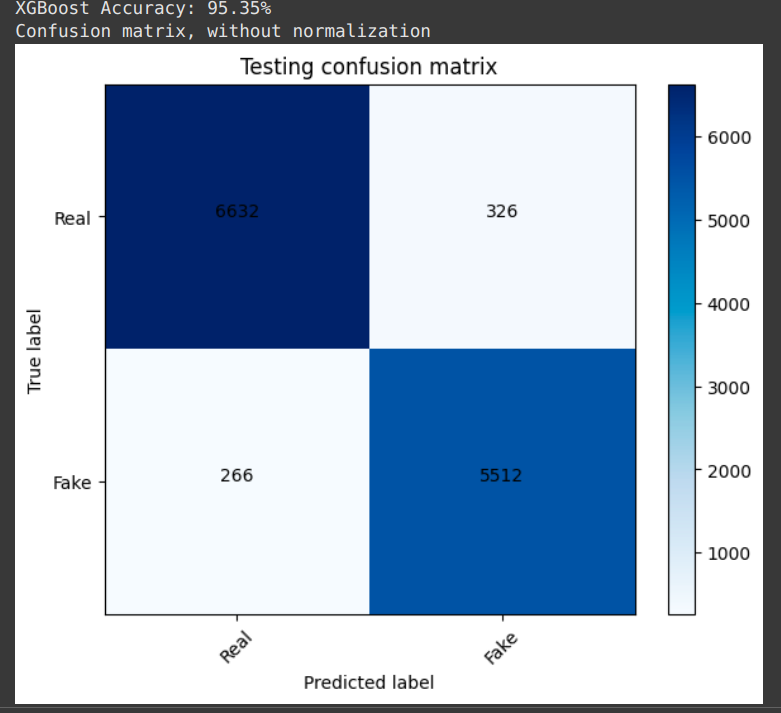 XGBoost Accuracy: 95.35%
Confusion matrix, without normalization
Testing confusion matrix
Real
6632
326
Fake
266
5512
True label
Real
Fake
Predicted label
6000
5000
4000
3000
2000
1000